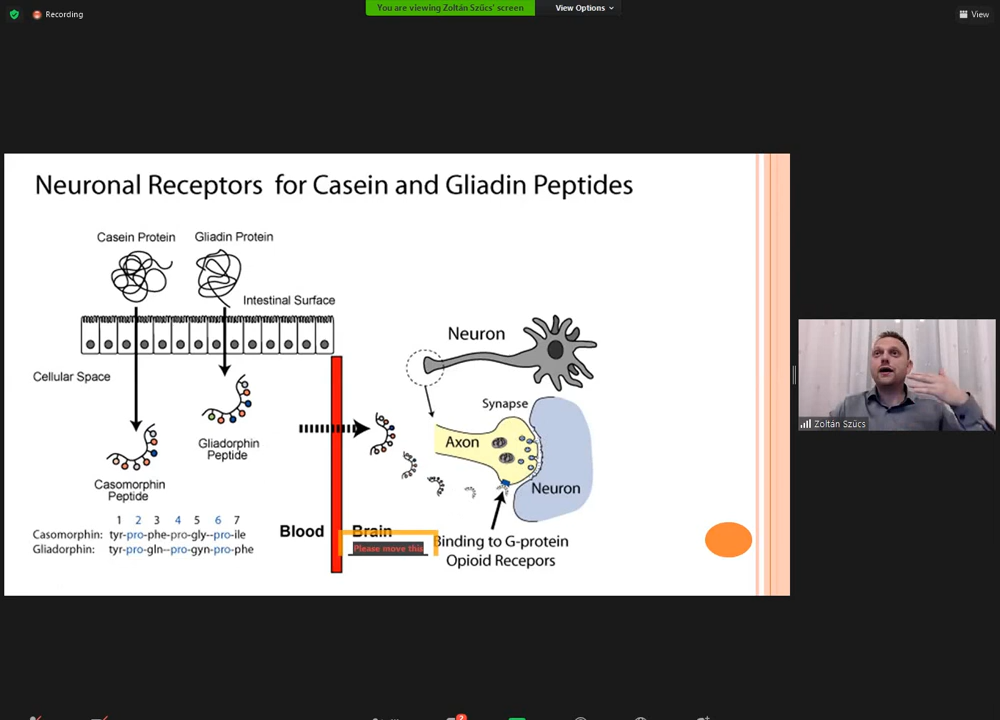 Recording
You are viewing Zoltán Szűcs' screen
View Options
View
Neuronal Receptors for Casein and Gliadin Peptides
Casein Protein
Gliadin Protein
Intestinal Surface
Cellular Space
Gliadorphin
Peptide
Casomorphin
Peptide
1 2 3 4 5 6 7
Casomorphin: tyr-pro-phe-pro-gly--pro-ile
Gliadorphin: tyr-pro-gln--pro-gyn-pro-phe
Blood
Brain
Please move this
Neuron
Synapse
Axon
Neuron
Binding to G-protein
Opioid Recepors
Zoltán Szűcs
2